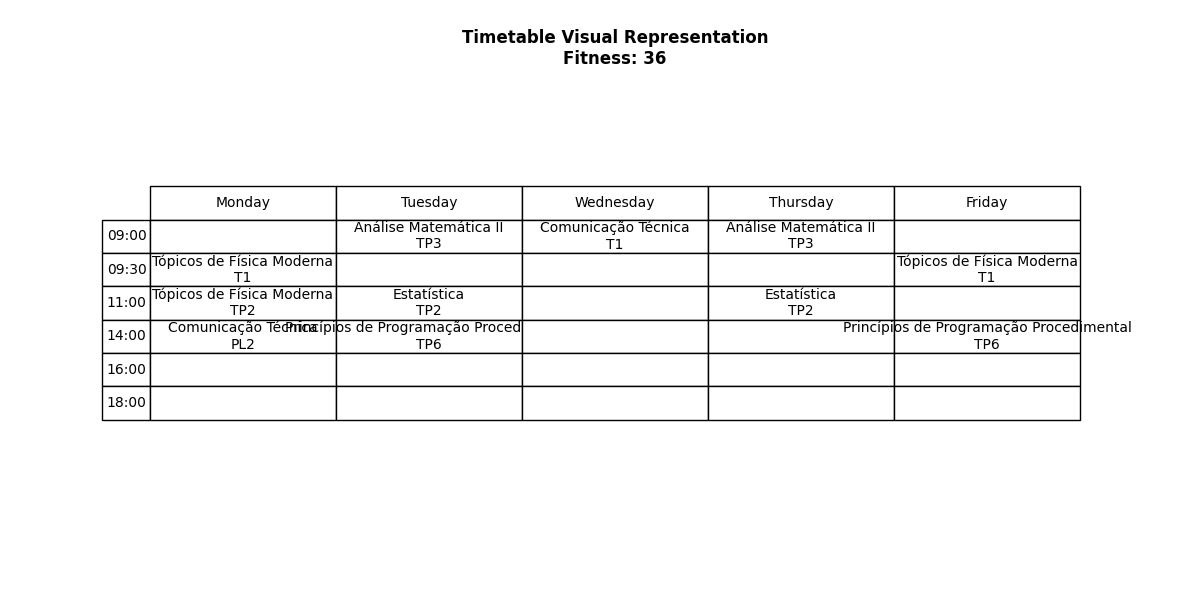 Timetable Visual Representation
Fitness: 36
Monday Tuesday Wednesday Thursday Friday
09:00
Análise Matemática II
TP3
Comunicação Técnica
T1
Análise Matemática II
TP3
09:30
Tópicos de Física Moderna
T1
Tópicos de Física Moderna
T1
11:00
Tópicos de Física Moderna
TP2
Estatística
TP2
Estatística
TP2
14:00
Comunicação Técnica
PL2
Princípios de Programação Proced
TP6
Princípios de Programação Procedimental
TP6
16:00
18:00